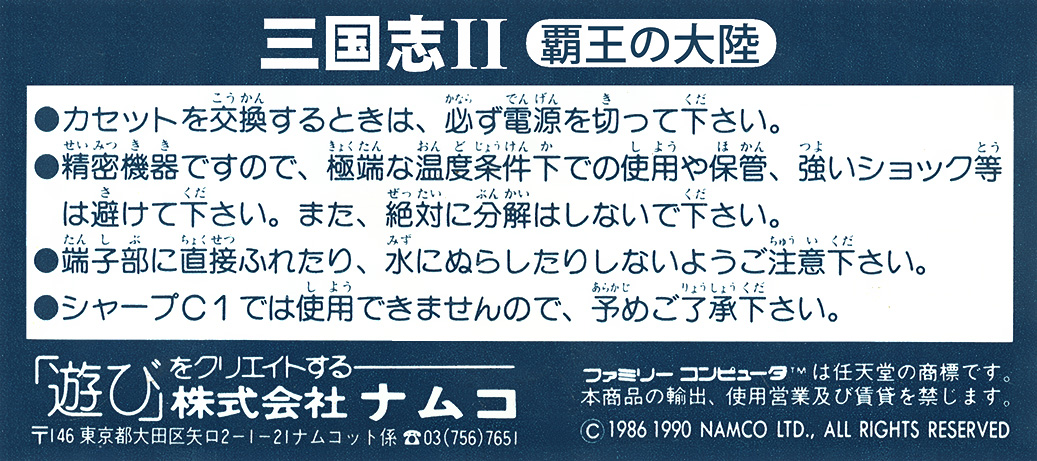 三国志II 覇王の大陸
●カセットを交換するときは、必ず電源を切って下さい。
●精密機器ですので、極端な温度条件下での使用や保管、強いショック等
は避けて下さい。また、絶対に分解はしないで下さい。
●端子部に直接ふれたり、水にぬらしたりしないようご注意下さい。
●シャープC1では使用できませんので、予めご了承下さい。
「遊び」をクリエイトする
株式会社 ナムコ
〒146 東京都大田区矢口2-1-21ナムコット係 ☎03(756)7651
ファミリー コンピュータ™は任天堂の商標です。
本商品の輸出、使用営業及び賃貸を禁じます。
©1986 1990 NAMCO LTD., ALL RIGHTS RESERVED